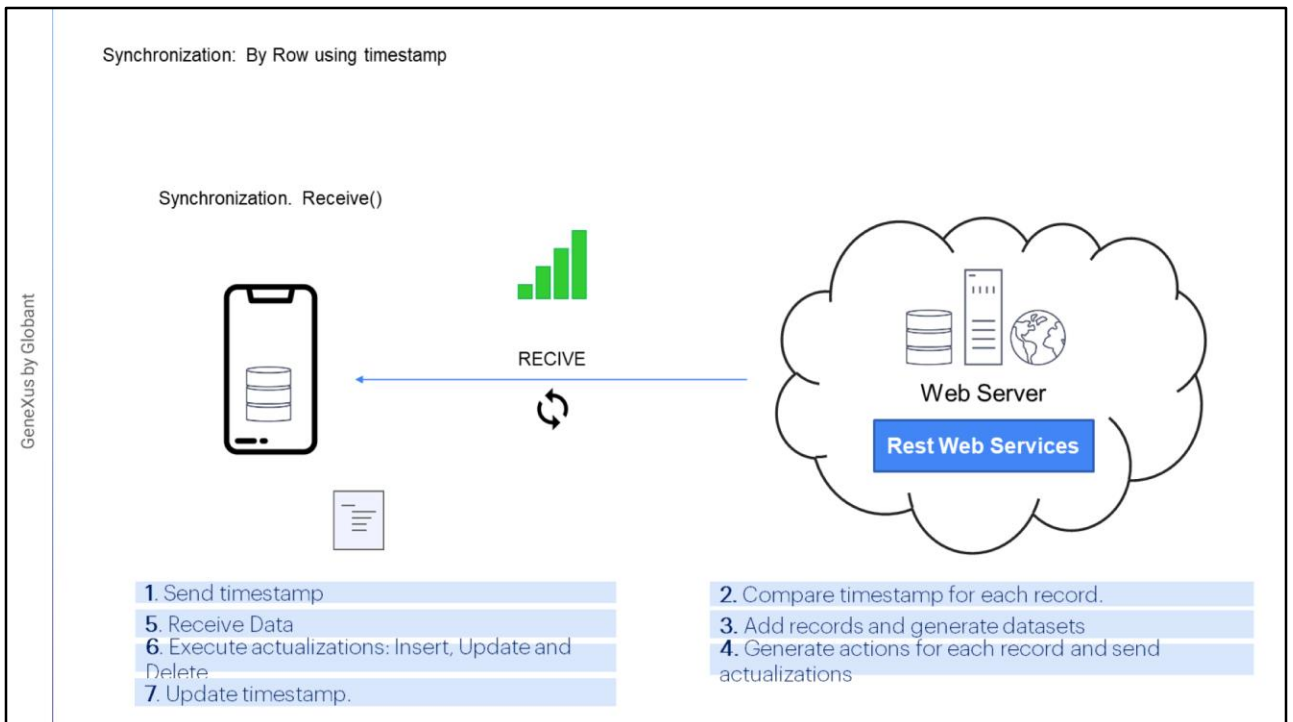 Synchronization: By Row using timestamp
Synchronization. Receive()
GeneXus by Globant
RECIVE
Web Server
Rest Web Services
1. Send timestamp
5. Receive Data
6. Execute actualizations: Insert, Update and
Delete
7. Update timestamp.
2. Compare timestamp for each record.
3. Add records and generate datasets
4. Generate actions for each record and send
actualizations